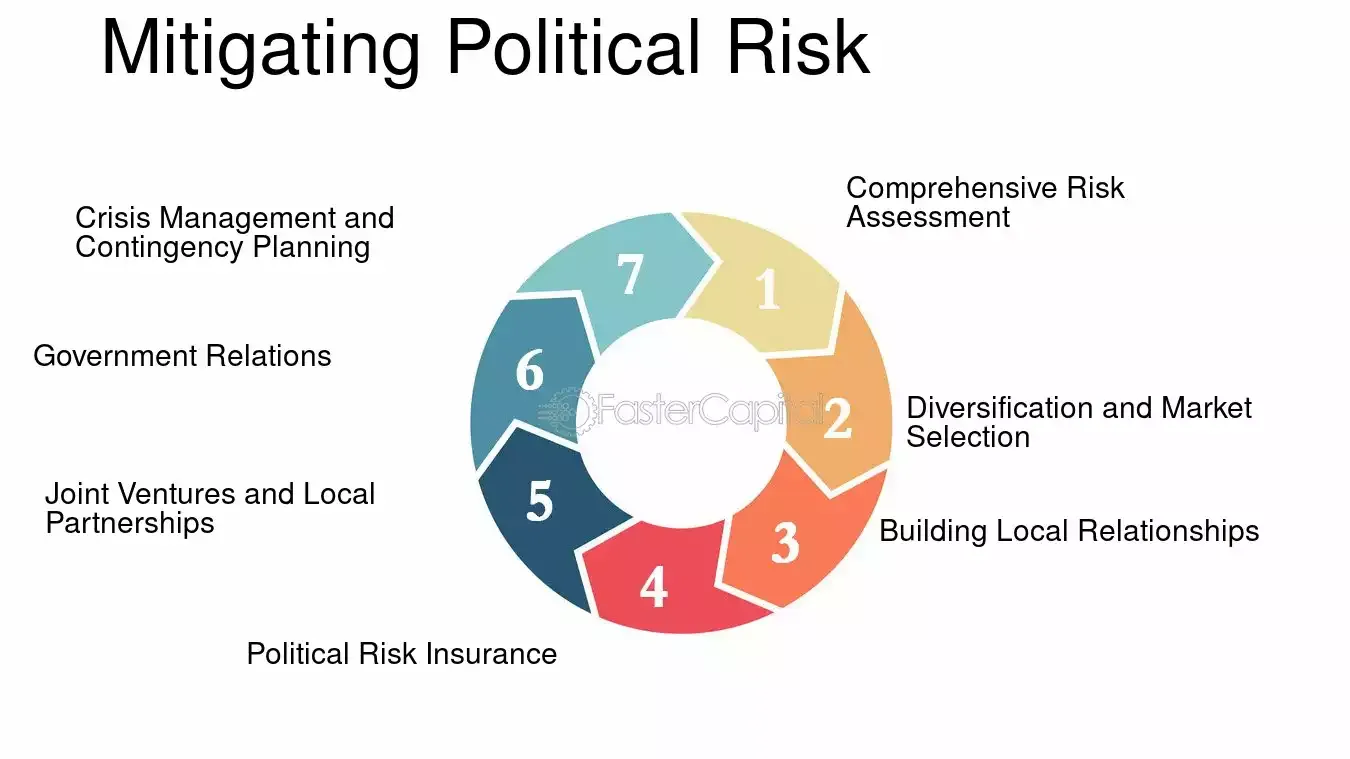 Mitigating Political Risk
Comprehensive Risk
Assessment
1
Diversification and Market
Selection
2
Building Local Relationships
3
Political Risk Insurance
4
Joint Ventures and Local
Partnerships
5
Government Relations
6
Crisis Management and
Contingency Planning
7
FasterCapital